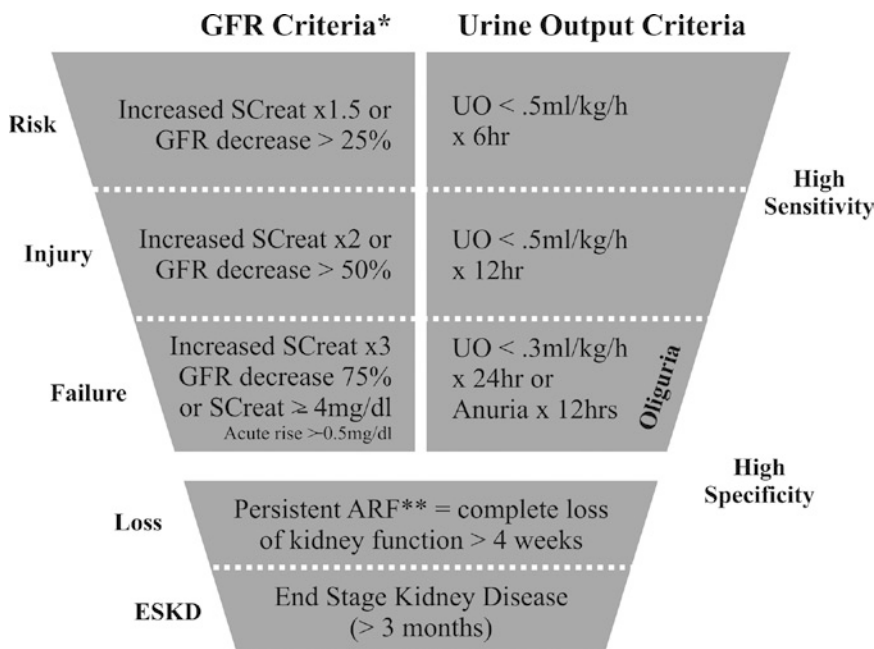 GFR Criteria*
Urine Output Criteria
Risk
Increased SCreat x1.5 or
GFR decrease > 25%
UO < .5ml/kg/h
x 6hr
High
Sensitivity
Injury
Increased SCreat x2 or
GFR decrease > 50%
UO < .5ml/kg/h
x 12hr
Failure
Increased SCreat x3
GFR decrease 75%
or SCreat ≥ 4mg/dl
Acute rise >-0.5mg/dl
UO < .3ml/kg/h
x 24hr or
Anuria x 12hrs
Oliguria
High
Specificity
Loss
Persistent ARF** = complete loss
of kidney function > 4 weeks
ESKD
End Stage Kidney Disease
(> 3 months)